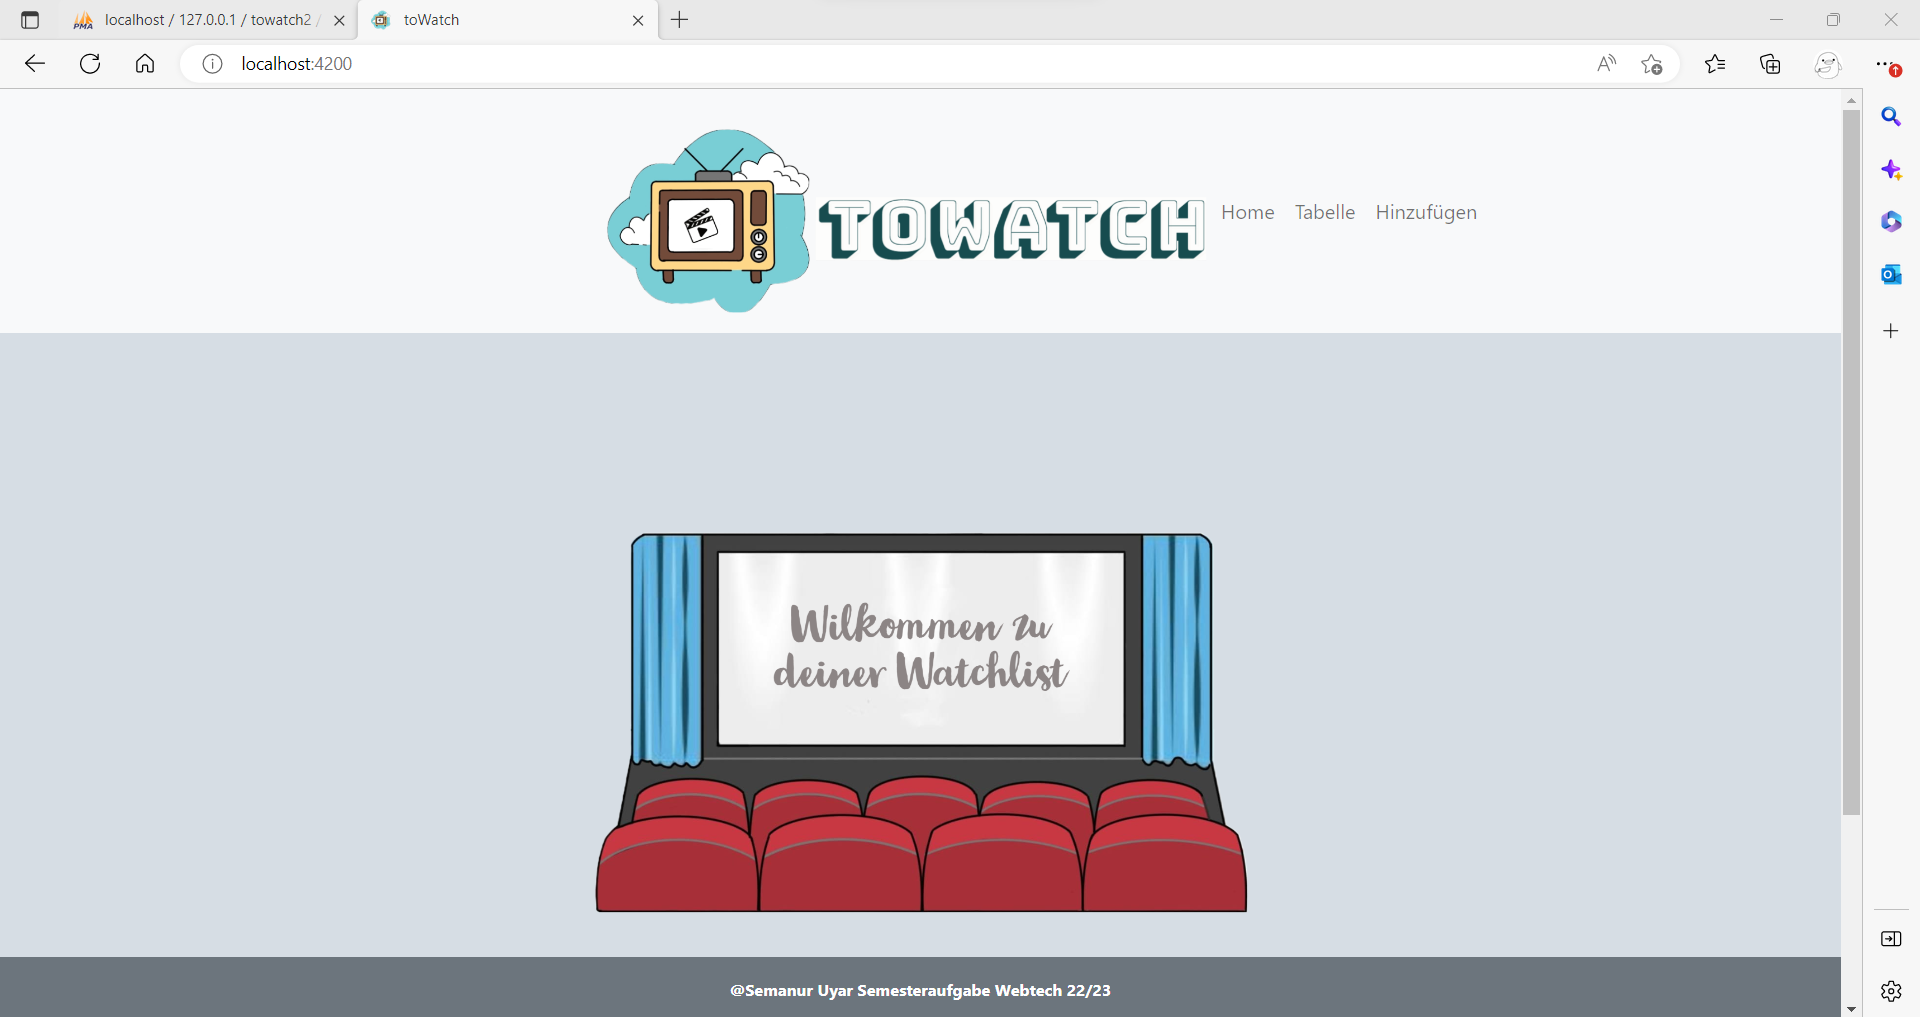 localhost / 127.0.0.1 / towatch2 /
toWatch
localhost:4200
TOWATCH
Home Tabelle Hinzufügen
Wilkommen zu
deiner Watchlist
@Semanur Uyar Semesteraufgabe Webtech 22/23